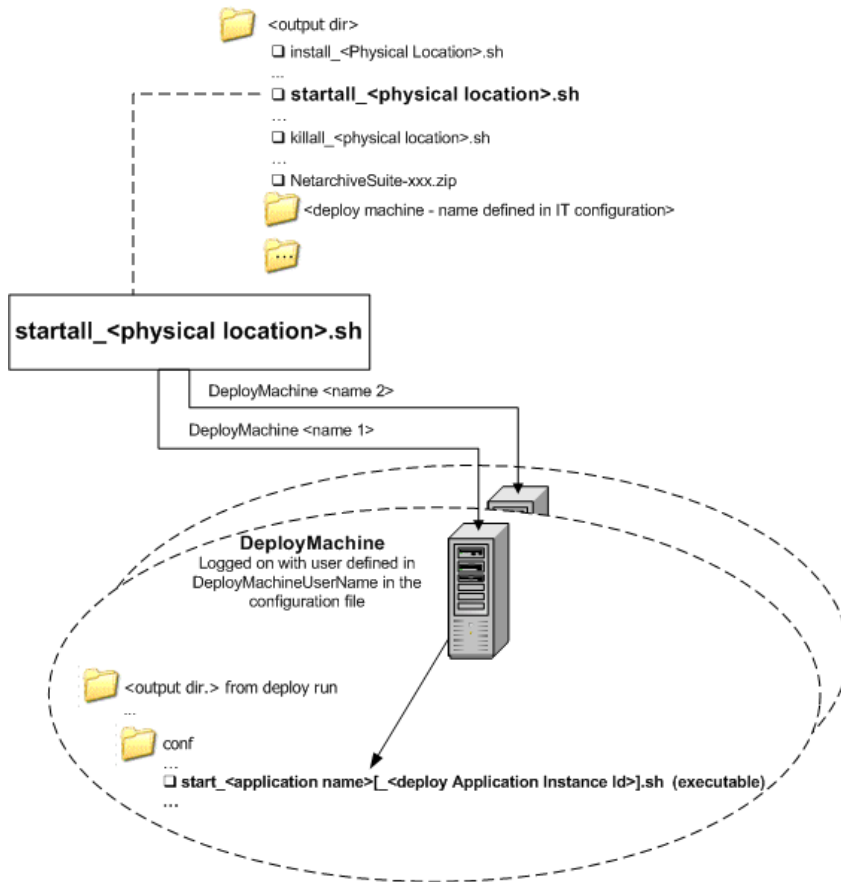 <output dir>
install_<Physical Location>.sh
...
startall_<physical location>.sh
...
killall_<physical location>.sh
...
NetarchiveSuite-xxx.zip
<deploy machine - name defined in IT configuration>
...
startall_<physical location>.sh
DeployMachine <name 2>
DeployMachine <name 1>
DeployMachine
Logged on with user defined in
DeployMachineUserName in the
configuration file
<output dir.> from deploy run
...
conf
...
start_<application name>[_<deploy Application Instance Id>].sh (executable)
...